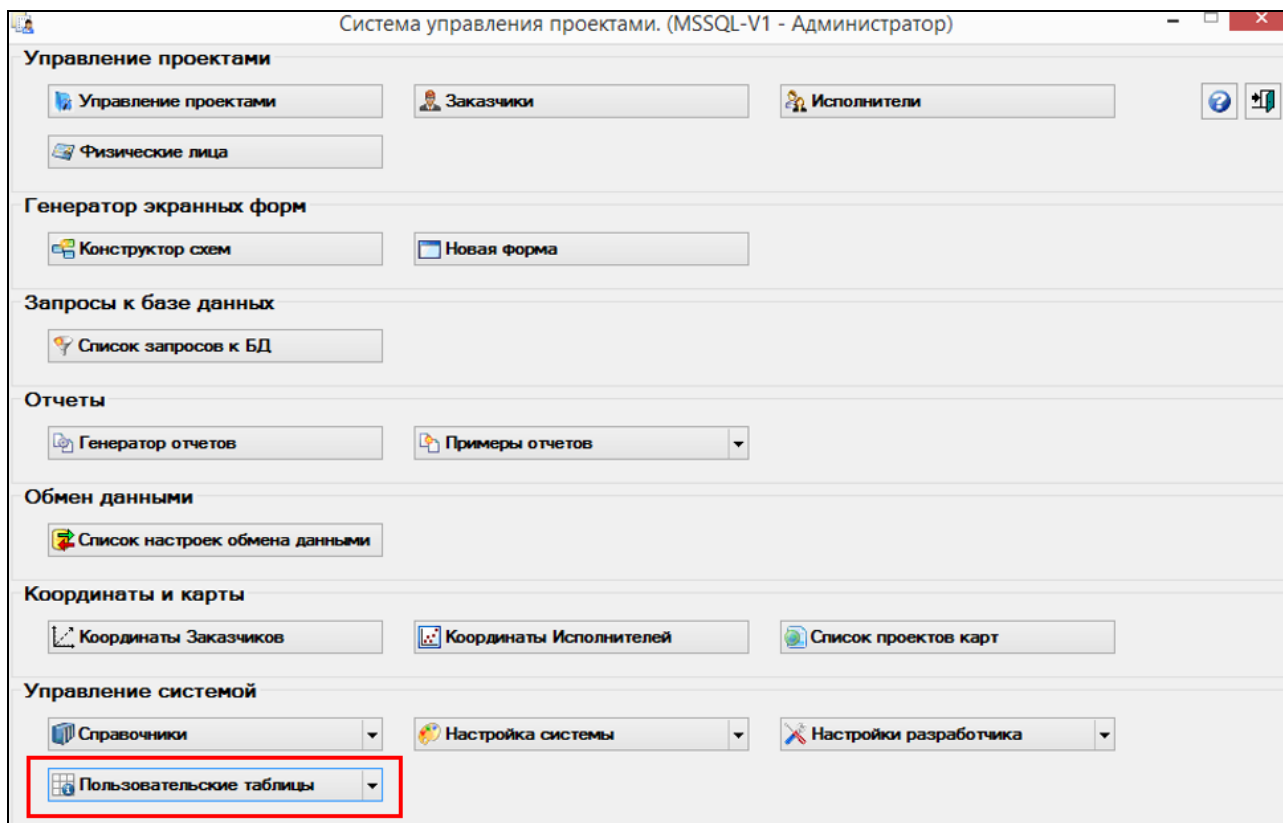 Система управления проектами. (MSSQL-V1 - Администратор)
Управление проектами
Управление проектами
Заказчики
Исполнители
Физические лица
Генератор экранных форм
Конструктор схем
Новая форма
Запросы к базе данных
Список запросов к БД
Отчеты
Генератор отчетов
Примеры отчетов
Обмен данными
Список настроек обмена данными
Координаты и карты
Координаты Заказчиков
Координаты Исполнителей
Список проектов карт
Управление системой
Справочники
Настройка системы
Настройки разработчика
Пользовательские таблицы